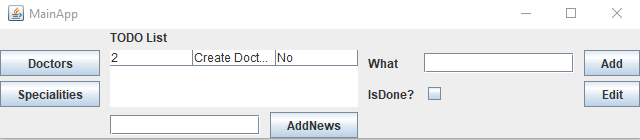 MainApp
TODO List
Doctors
2 Create Doct... No
What
Add
Specialities
IsDone?
Edit
AddNews